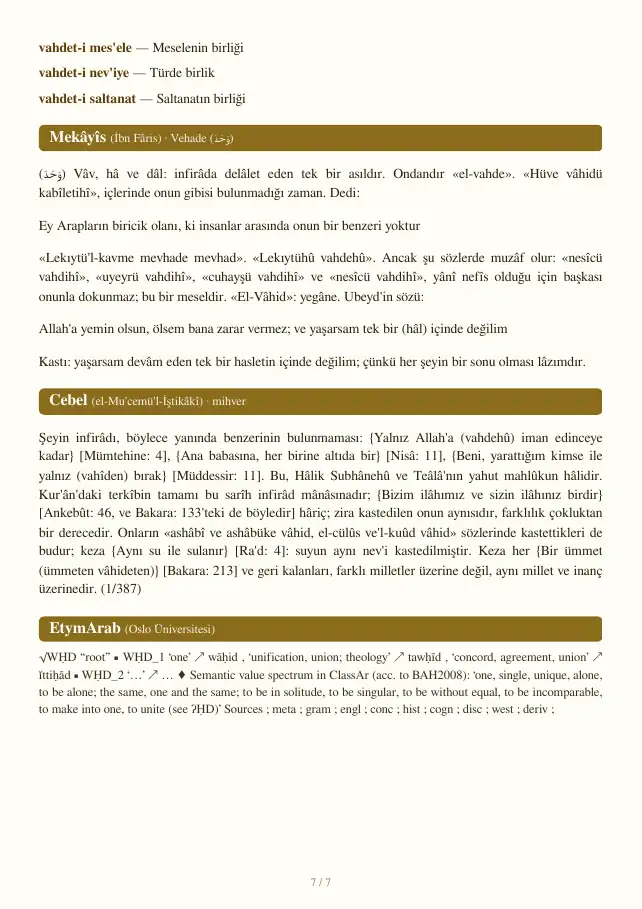 vahdet-i mes'ele — Meselenin birliği
vahdet-i nev'iye — Türde birlik
vahdet-i saltanat — Saltanatın birliği
Mekâyîs (İbn Fâris) · Vehade (وَحَدَ)
(وَحَدَ) Vâv, hâ ve dâl: infirâda delâlet eden tek bir asıldır. Ondandır «el-vahde». «Hüve vâhidü
kabîletihî», içlerinde onun gibisi bulunmadığı zaman. Dedi:
Ey Arapların biricik olanı, ki insanlar arasında onun bir benzeri yoktur
«Lekıytü'l-kavme mevhade mevhad». «Lekıytühû vahdehû». Ancak şu sözlerde muzâf olur: «nesîcü
vahdihî», «uyeyrü vahdihî», «cuhayşü vahdihî» ve «nesîcü vahdihî», yânî nefîs olduğu için başkası
onunla dokunmaz; bu bir meseldir. «El-Vâhid»: yegâne. Ubeyd'in sözü:
Allah'a yemin olsun, ölsem bana zarar vermez; ve yaşarsam tek bir (hâl) içinde değilim
Kastı: yaşarsam devâm eden tek bir hasletin içinde değilim; çünkü her şeyin bir sonu olması lâzımdır.
Cebel (el-Mu'cemü'l-İştikâkî) · mihver
Şeyin infirâdı, böylece yanında benzerinin bulunmaması: {Yalnız Allah'a (vahdehû) iman edinceye
kadar} [Mümtehine: 4], {Ana babasına, her birine altıda bir} [Nisâ: 11], {Beni, yarattığım kimse ile
yalnız (vahîden) bırak} [Müddessir: 11]. Bu, Hâlik Subhânehû ve Teâlâ'nın yahut mahlûkun hâlidir.
Kur'ân'daki terkîbin tamamı bu sarîh infirâd mânâsınadır; {Bizim ilâhımız ve sizin ilâhınız birdir}
[Ankebût: 46, ve Bakara: 133'teki de böyledir] hâriç; zira kastedilen onun aynısıdır, farklılık çokluktan
bir derecedir. Onların «ashâbî ve ashâbüke vâhid, el-cülûs ve'l-kuûd vâhid» sözlerinde kastettikleri de
budur; keza {Aynı su ile sulanır} [Ra'd: 4]: suyun aynı nev'i kastedilmiştir. Keza her {Bir ümmet
(ümmeten vâhideten)} [Bakara: 213] ve geri kalanları, farklı milletler üzerine değil, aynı millet ve inanç
üzerinedir. (1/387)
EtymArab (Oslo Üniversitesi)
√WḤD “root” ▪ WḤD_1 ‘one’ ↗ wāḥid , ‘unification, union; theology’ ↗ tawḥīd , ‘concord, agreement, union’ ↗
ĭttiḥād ▪ WḤD_2 ‘…’ ↗ … ♦ Semantic value spectrum in ClassAr (acc. to BAH2008): ‘one, single, unique, alone,
to be alone; the same, one and the same; to be in solitude, to be singular, to be without equal, to be incomparable,
to make into one, to unite (see ʔḤD)’ Sources ; meta ; gram ; engl ; conc ; hist ; cogn ; disc ; west ; deriv ;
7 / 7